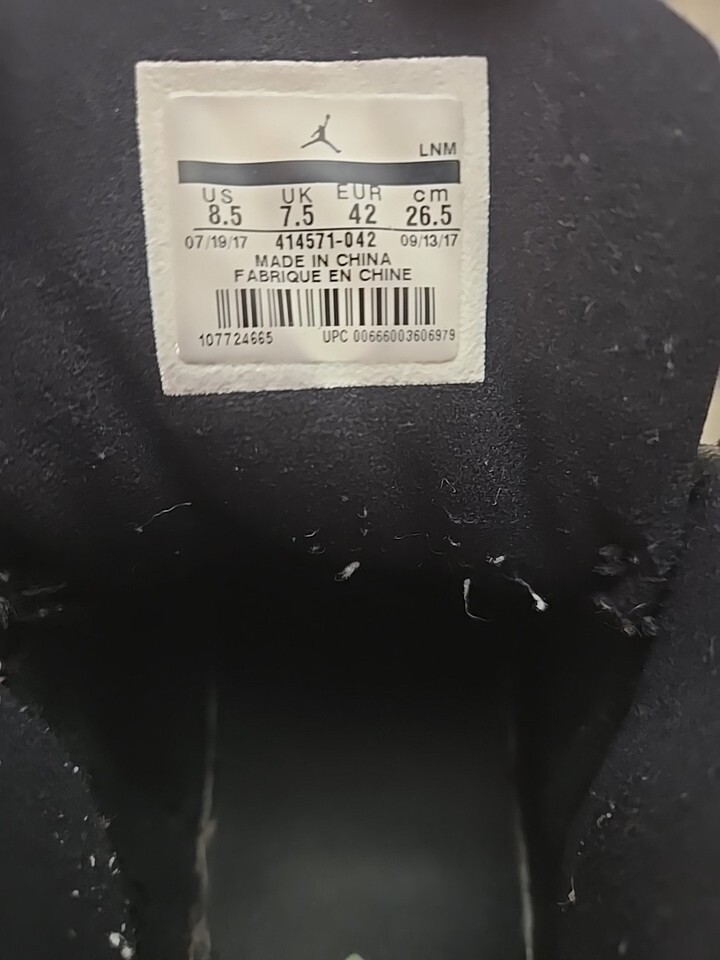 LNM
US UK EUR cm
8.5 7.5 42 26.5
07/19/17 414571-042 09/13/17
MADE IN CHINA
FABRIQUE EN CHINE
107724665 UPC 00666003606979